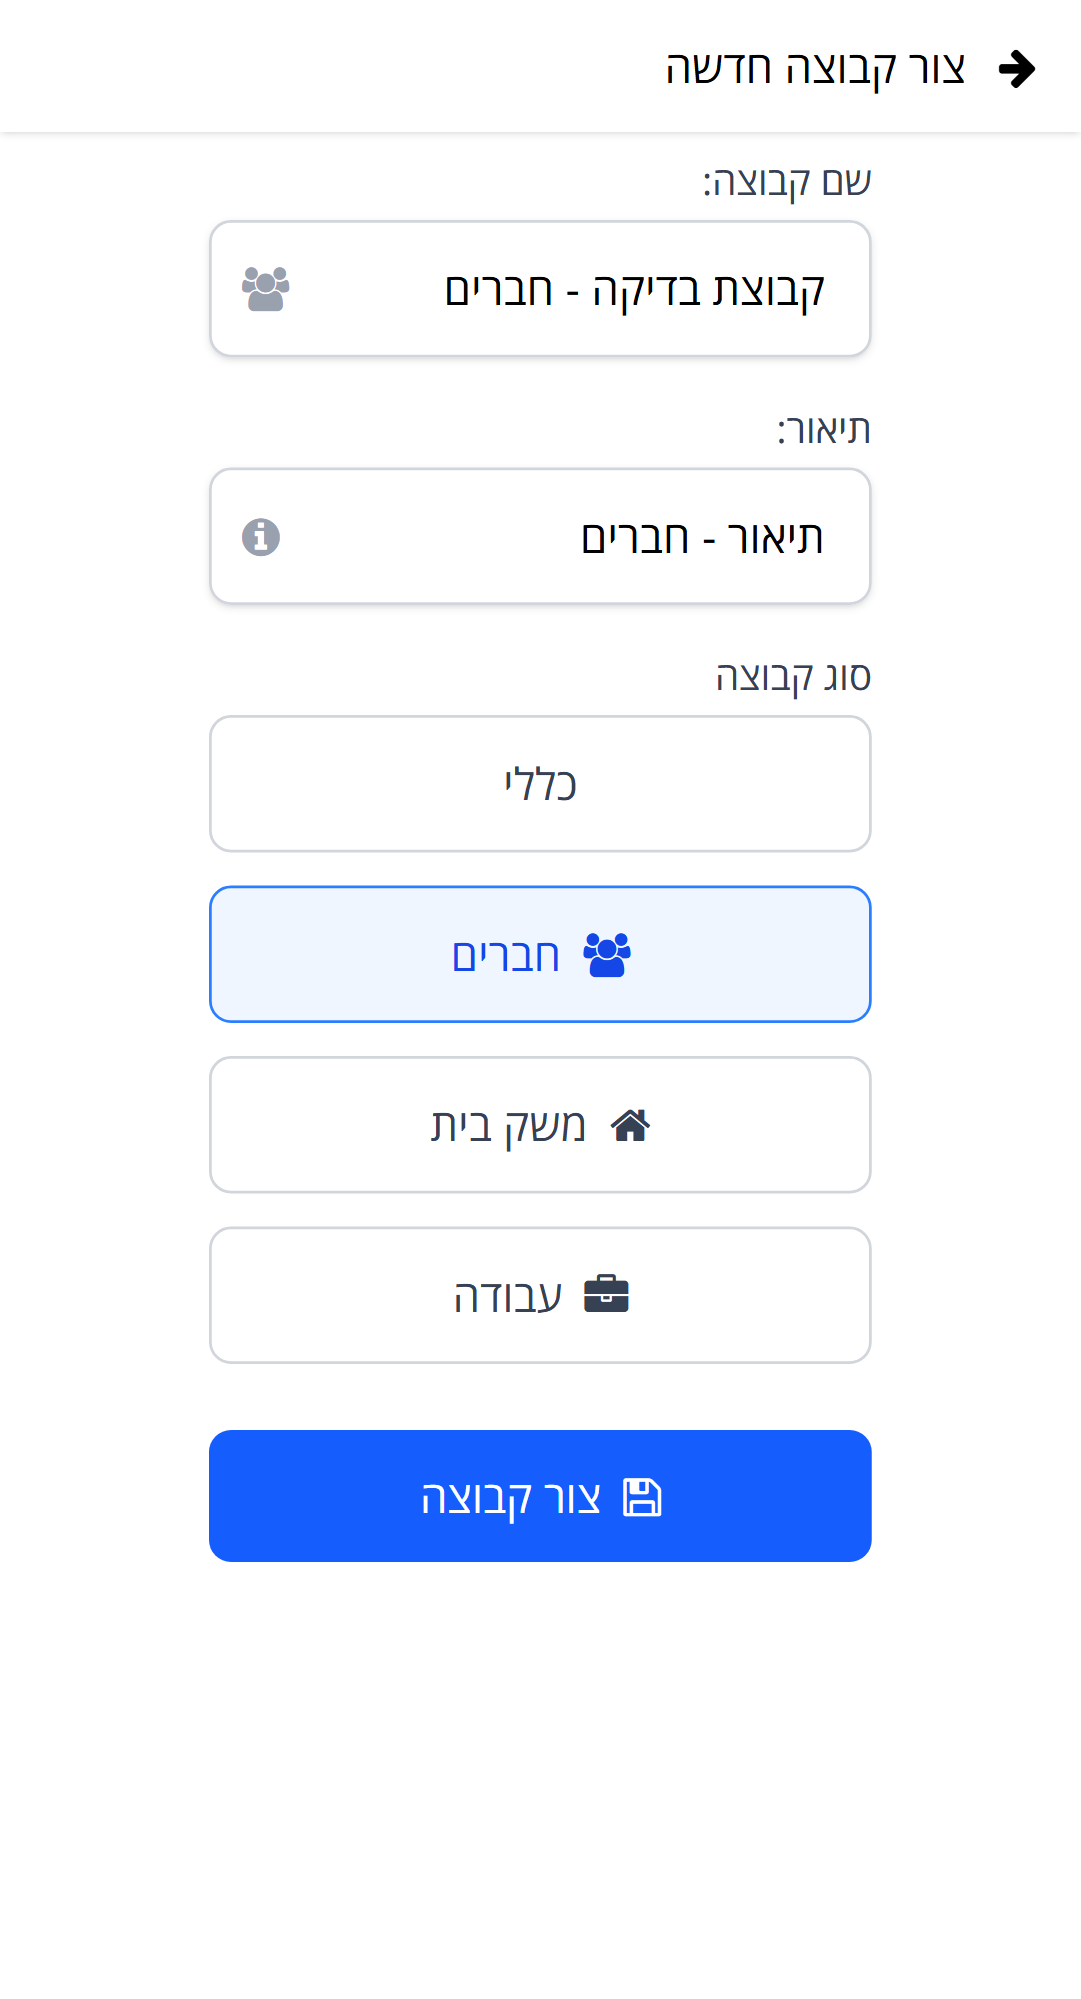 צור קבוצה חדשה
שם קבוצה:
קבוצת בדיקה - חברים
תיאור:
תיאור - חברים
סוג קבוצה
כללי
חברים
משק בית
עבודה
צור קבוצה